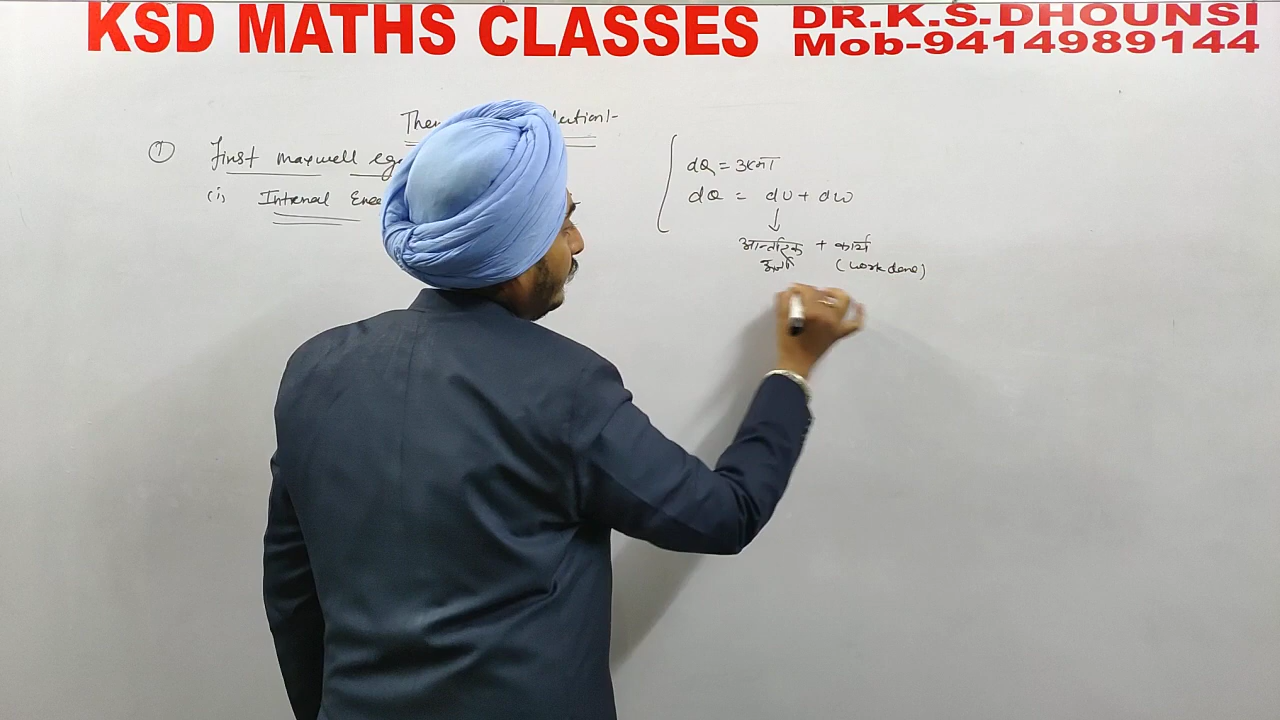 KSD MATHS CLASSES
DR.K.S.DHOUNSI
Mob-9414989144
① First maxwell
(i) Internal
dQ = ऊष्मा
dQ = dU + dW
↓
आन्तरिक + कार्य
ऊर्जा (work done)